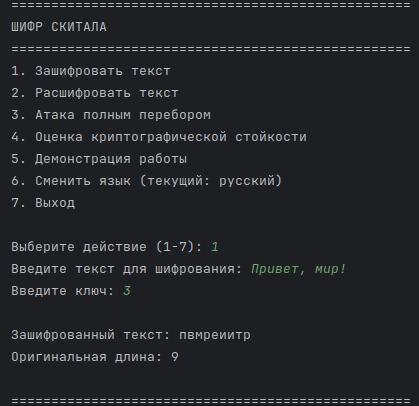 ==================================================
ШИФР СКИТАЛА
==================================================
1. Зашифровать текст
2. Расшифровать текст
3. Атака полным перебором
4. Оценка криптографической стойкости
5. Демонстрация работы
6. Сменить язык (текущий: русский)
7. Выход
Выберите действие (1-7): 1
Введите текст для шифрования: Привет, мир!
Введите ключ: 3
Зашифрованный текст: пвмреиитр
Оригинальная длина: 9
==================================================